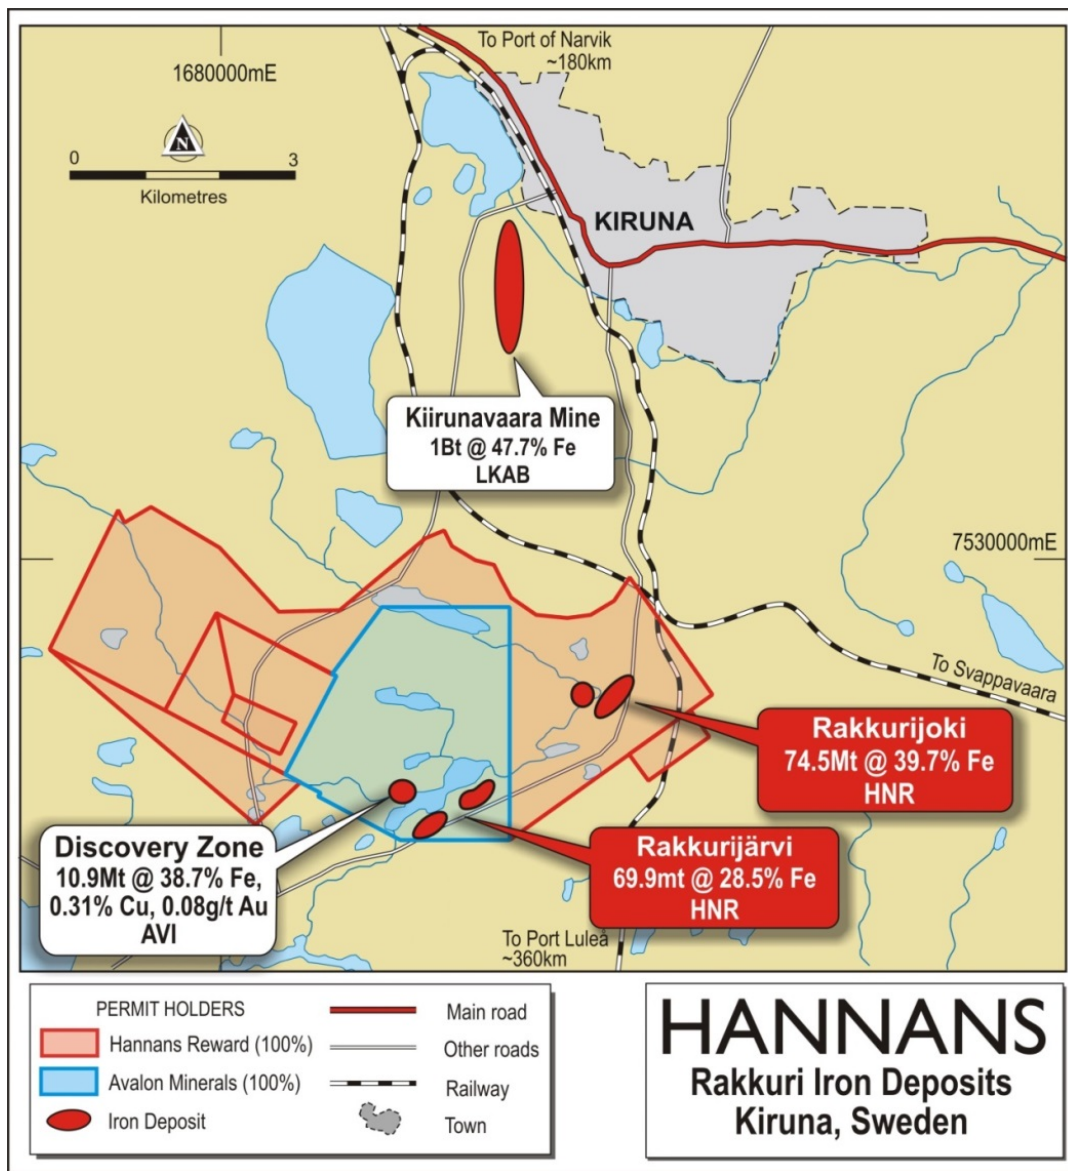 To Port of Narvik
~180km
1680000mE
N
0
3
Kilometres
KIRUNA
Kiirunavaara Mine
1Bt @ 47.7% Fe
LKAB
7530000mE
To Svappavaara
Rakkurijoki
74.5Mt @ 39.7% Fe
HNR
Discovery Zone
10.9Mt @ 38.7% Fe,
0.31% Cu, 0.08g/t Au
AVI
Rakkurijärvi
69.9mt @ 28.5% Fe
HNR
To Port Luleå
~360km
PERMIT HOLDERS
Hannans Reward (100%)
Avalon Minerals (100%)
Iron Deposit
Main road
Other roads
Railway
Town
HANNANS
Rakkuri Iron Deposits
Kiruna, Sweden